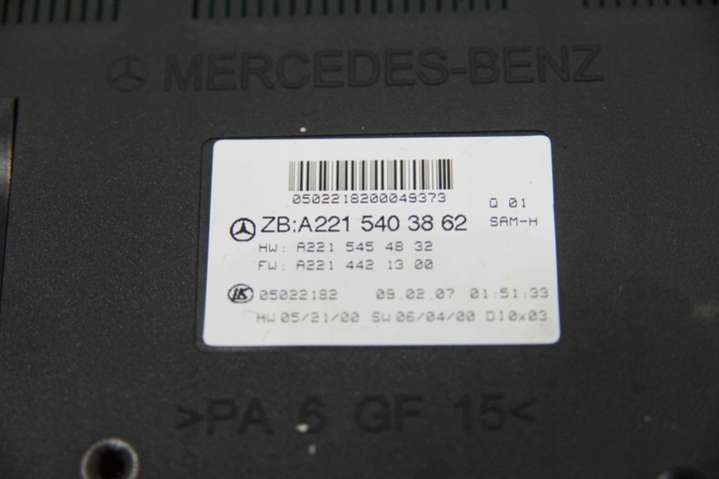 MERCEDES-BENZ
0502218200049373
Q 01
ZB:A221 540 38 62
SAM-H
HW: A221 545 48 32
FW: A221 442 13 00
05022182 09.02.07 01:51:33
HW 05/21/00 SW 06/04/00 D10x03
>PA 6 GF 15<